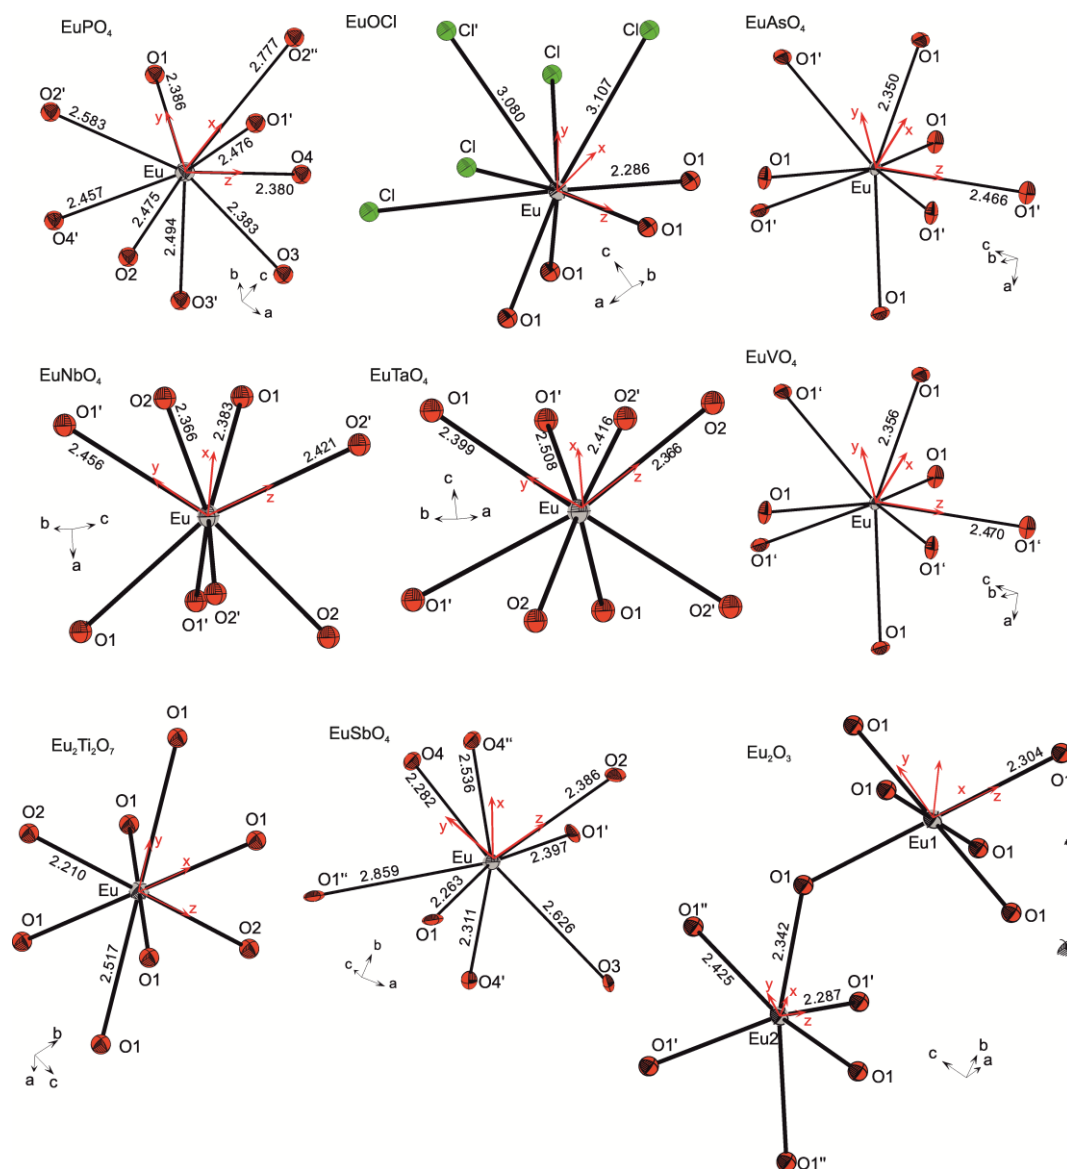 EuPO₄
O1
2.386
2.777
O2''
O2'
2.583
y
x
O1'
2.476
Eu
z
O4
2.380
2.457
2.475
2.494
2.383
O4'
O2
O3
O3'
b
c
a
EuOCl
Cl'
Cl
Cl
3.080
3.107
y
x
Cl
2.286
O1
Cl
Eu
z
O1
O1
O1
c
b
a
EuAsO₄
O1'
O1
2.350
y
x
O1
O1
Eu
z
2.466
O1'
O1'
O1'
c
b
a
O1
EuNbO₄
O1'
O2
O1
2.366
2.383
O2'
2.456
2.421
x
y
z
Eu
b
c
a
O1
O1'
O2'
O2
EuTaO₄
O1
O1'
O2'
O2
2.399
2.508
2.416
2.366
x
y
z
Eu
c
b
a
O1'
O2
O1
O2'
EuVO₄
O1'
O1
2.356
y
x
O1
O1
Eu
z
2.470
O1'
O1'
O1'
c
b
a
O1
Eu₂Ti₂O₇
O1
O2
O1
O1
y
2.210
x
Eu
z
O1
O2
2.517
O1
O1
b
a
c
EuSbO₄
O4
O4''
O2
2.282
2.536
2.386
x
y
z
O1'
Eu
2.397
2.859
O1''
2.263
O1
2.311
2.626
O4'
O3
b
c
a
Eu₂O₃
O1
2.304
y
O1
x
z
Eu1
O1
O1
O1
O1''
2.342
2.425
O1'
y
x
2.287
z
Eu2
O1'
O1
c
b
a
O1''